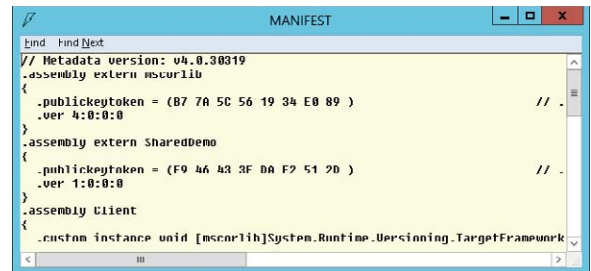 MANIFEST
Find Find Next
// Metadata version: v4.0.30319
.assembly extern mscorlib
{
.publickeytoken = (B7 7A 5C 56 19 34 E0 89 ) // .
.ver 4:0:0:0
}
.assembly extern SharedDemo
{
.publickeytoken = (F9 46 43 3F DA F2 51 2D ) // .
.ver 1:0:0:0
}
.assembly Client
{
.custom instance void [mscorlib]System.Runtime.Versioning.TargetFramework